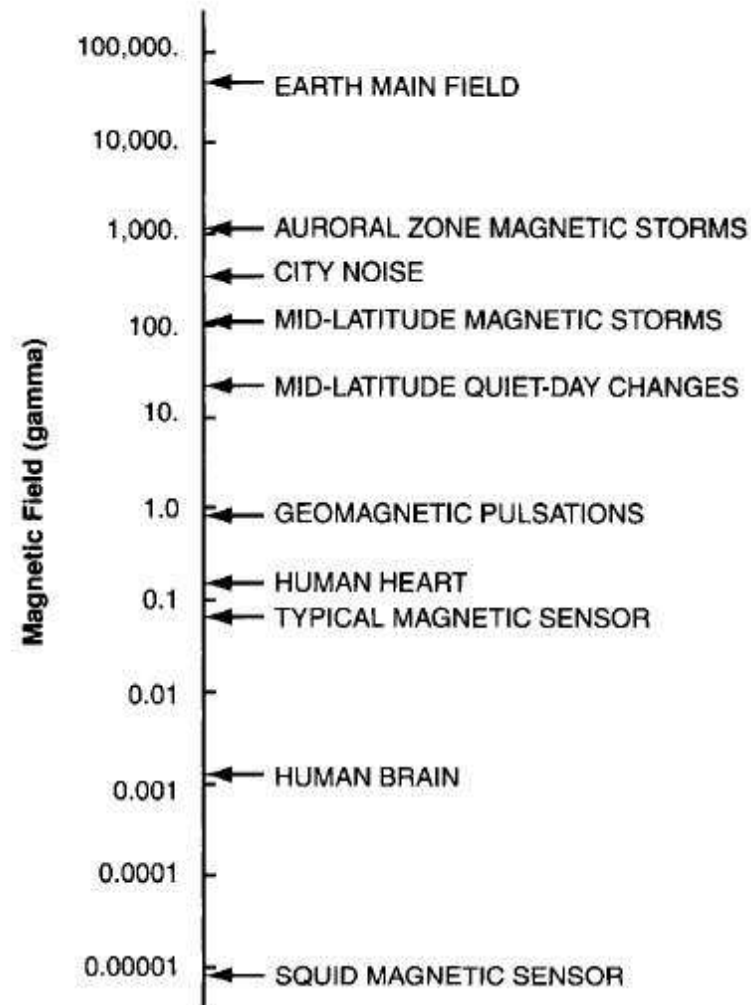 Magnetic Field (gamma)
100,000.
EARTH MAIN FIELD
10,000.
1,000.
AURORAL ZONE MAGNETIC STORMS
CITY NOISE
100.
MID-LATITUDE MAGNETIC STORMS
MID-LATITUDE QUIET-DAY CHANGES
10.
1.0
GEOMAGNETIC PULSATIONS
HUMAN HEART
0.1
TYPICAL MAGNETIC SENSOR
0.01
HUMAN BRAIN
0.001
0.0001
0.00001
SQUID MAGNETIC SENSOR